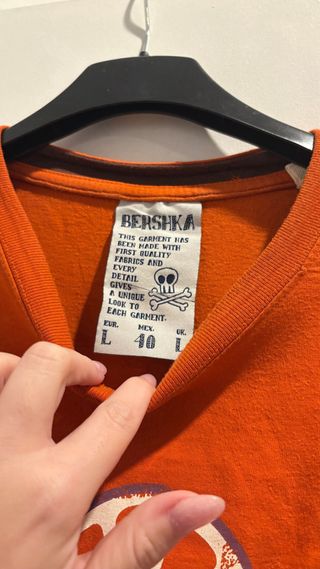 BERSHKA
THIS GARMENT HAS
BEEN MADE WITH
FIRST QUALITY
FABRICS AND
EVERY
DETAIL
GIVES
A UNIQUE
LOOK TO
EACH GARMENT.
EUR. MEX. UK.
L 40